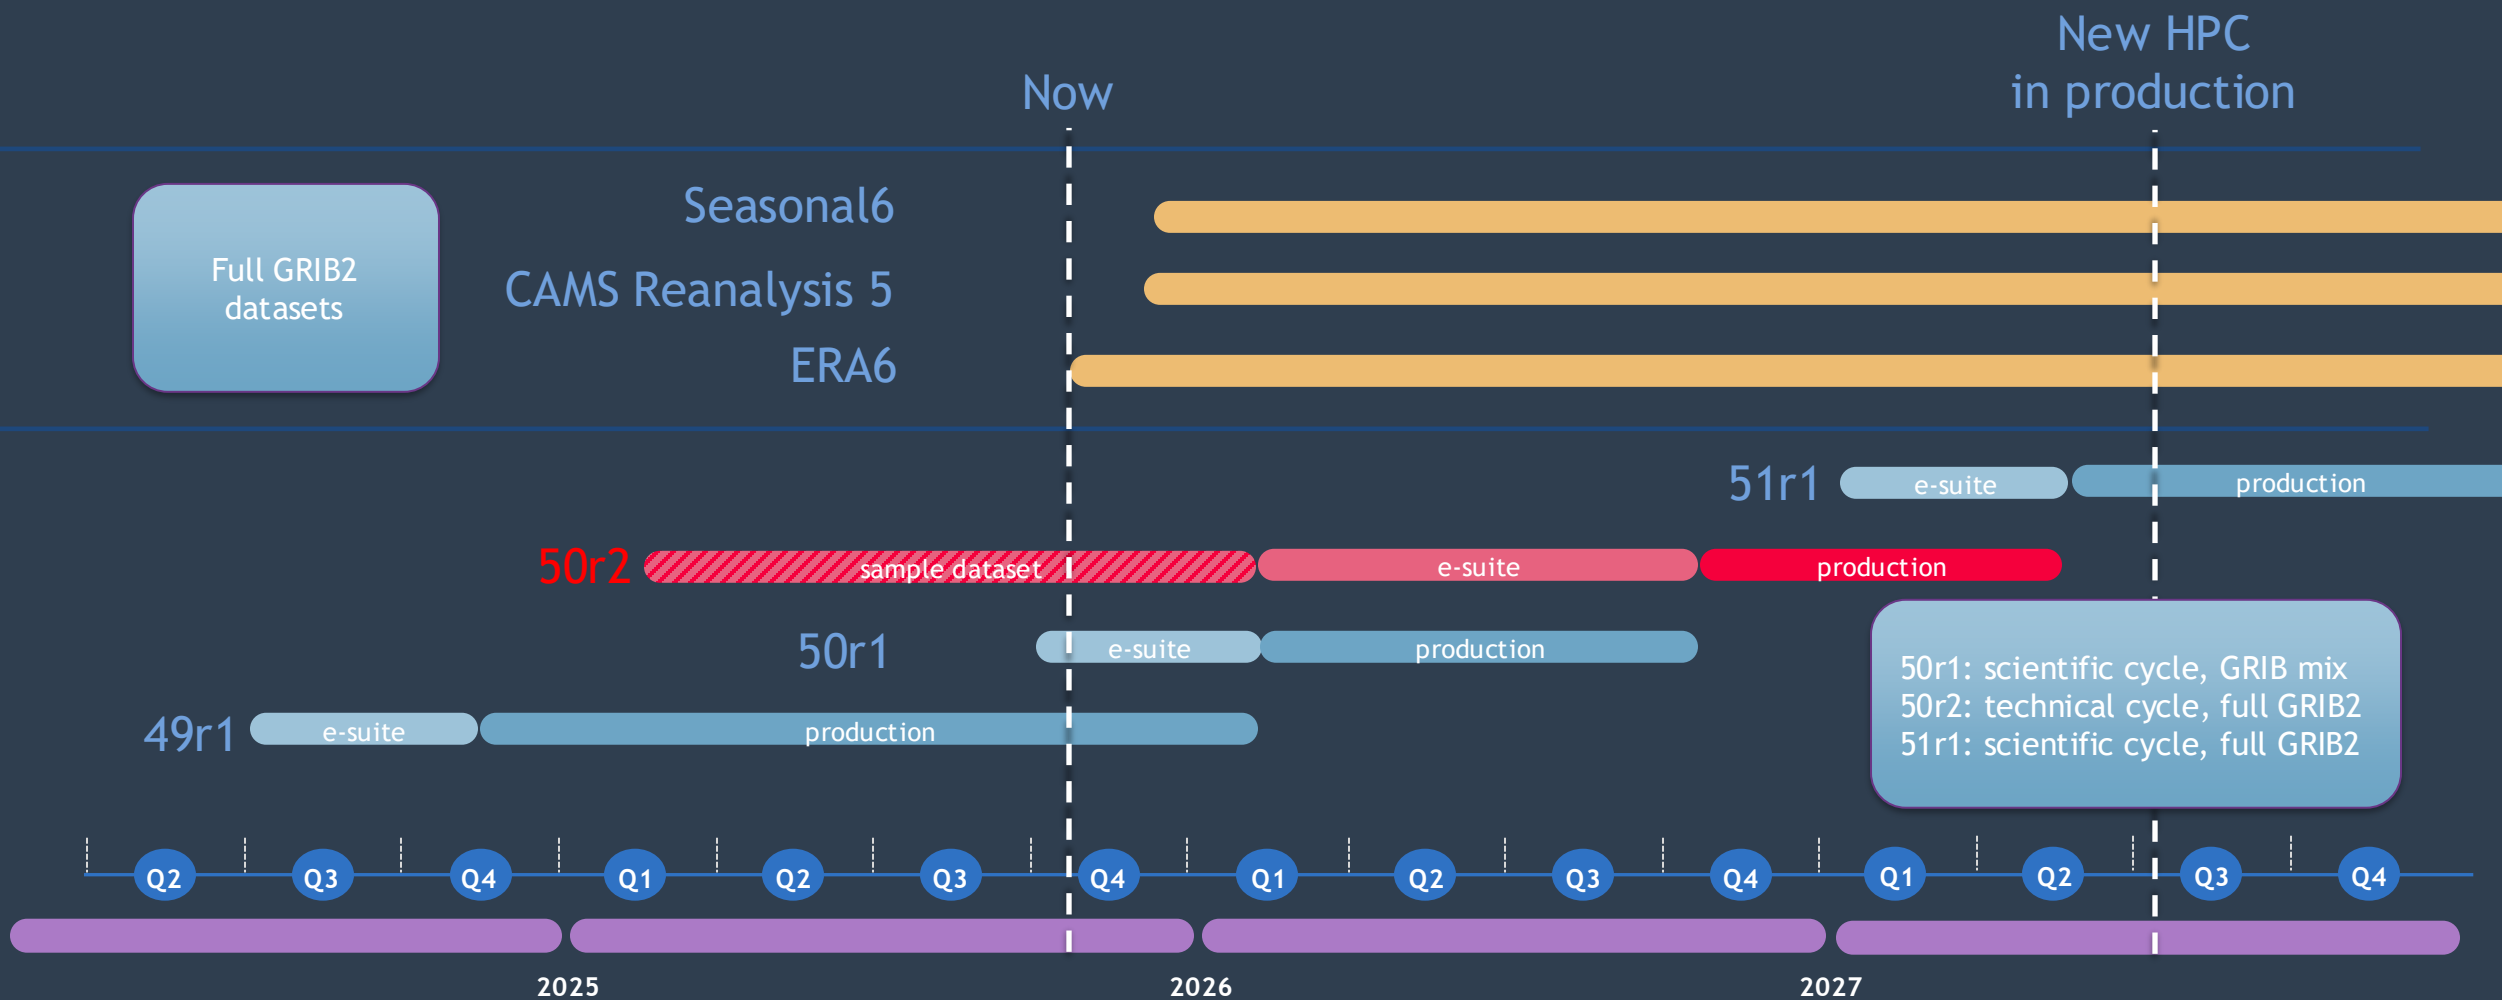 New HPC
in production
Now
Seasonal6
Full GRIB2
datasets
CAMS Reanalysis 5
ERA6
51r1 e-suite production
50r2 sample dataset e-suite production
50r1 e-suite production
50r1: scientific cycle, GRIB mix
50r2: technical cycle, full GRIB2
51r1: scientific cycle, full GRIB2
49r1 e-suite production
Q2 Q3 Q4 Q1 Q2 Q3 Q4 Q1 Q2 Q3 Q4 Q1 Q2 Q3 Q4
2025 2026 2027